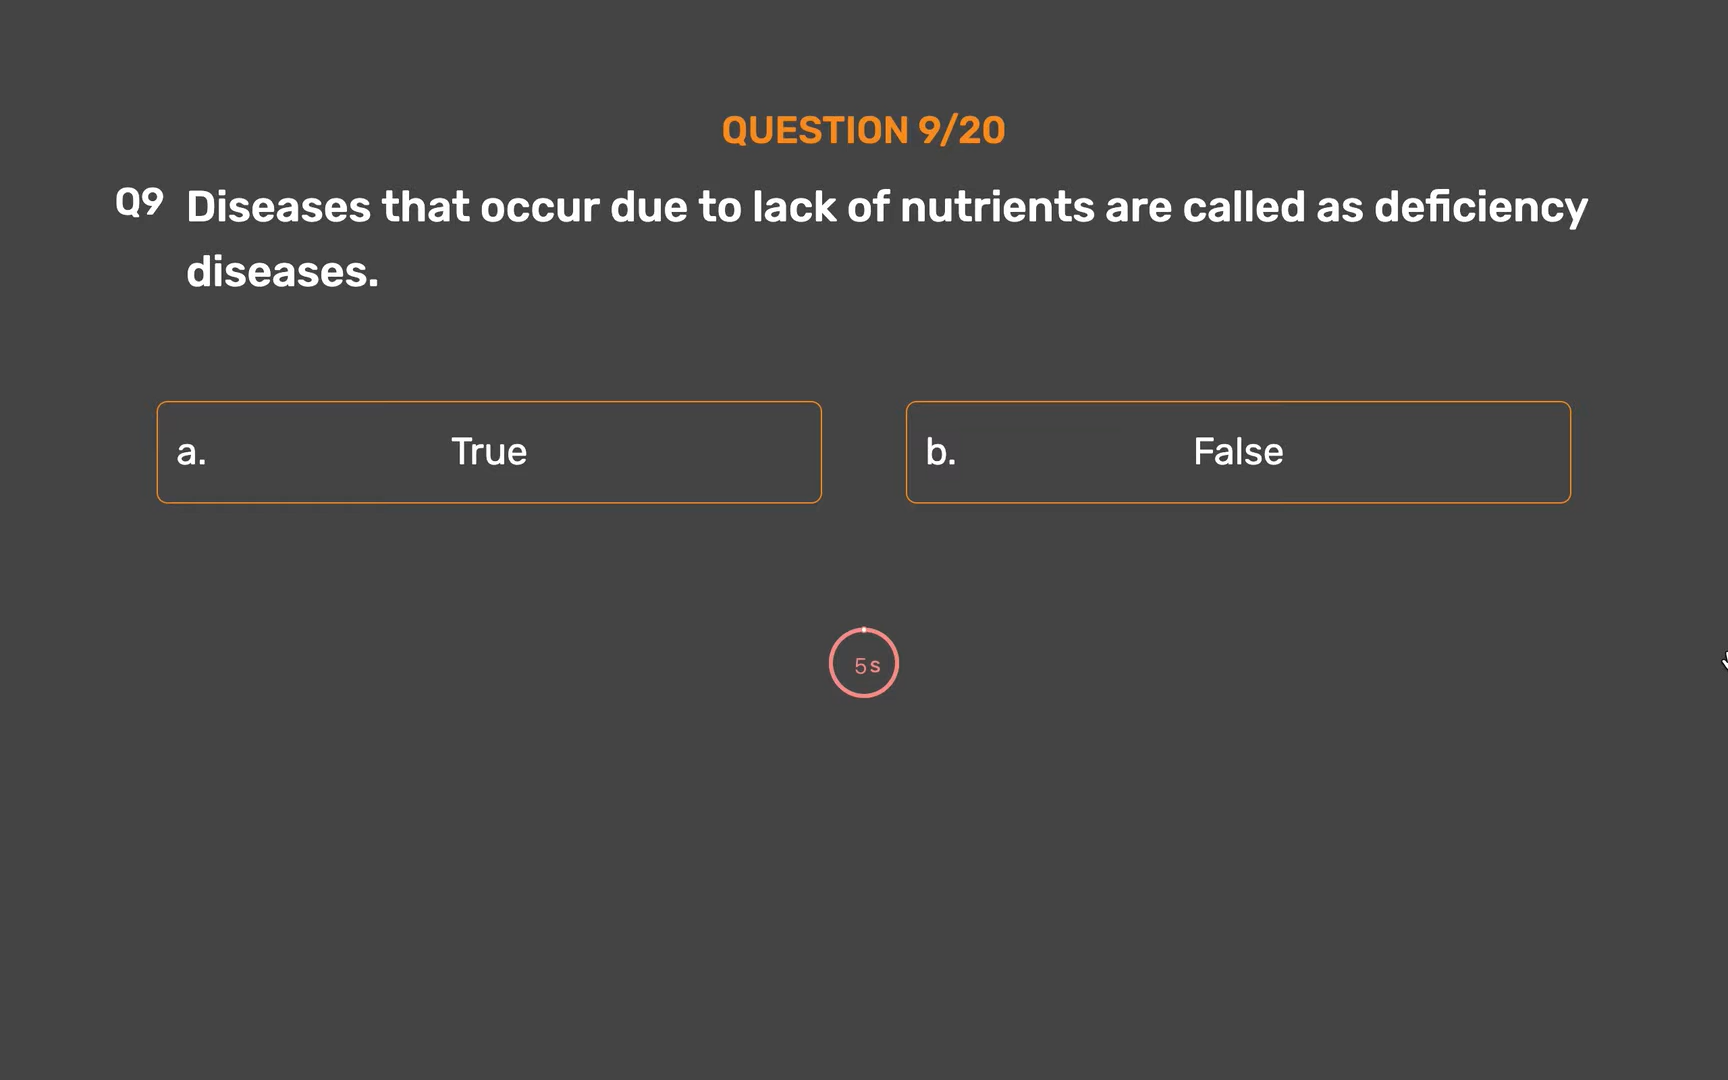 QUESTION 9/20
Q9 Diseases that occur due to lack of nutrients are called as deficiency
diseases.
a. True
b. False
5s